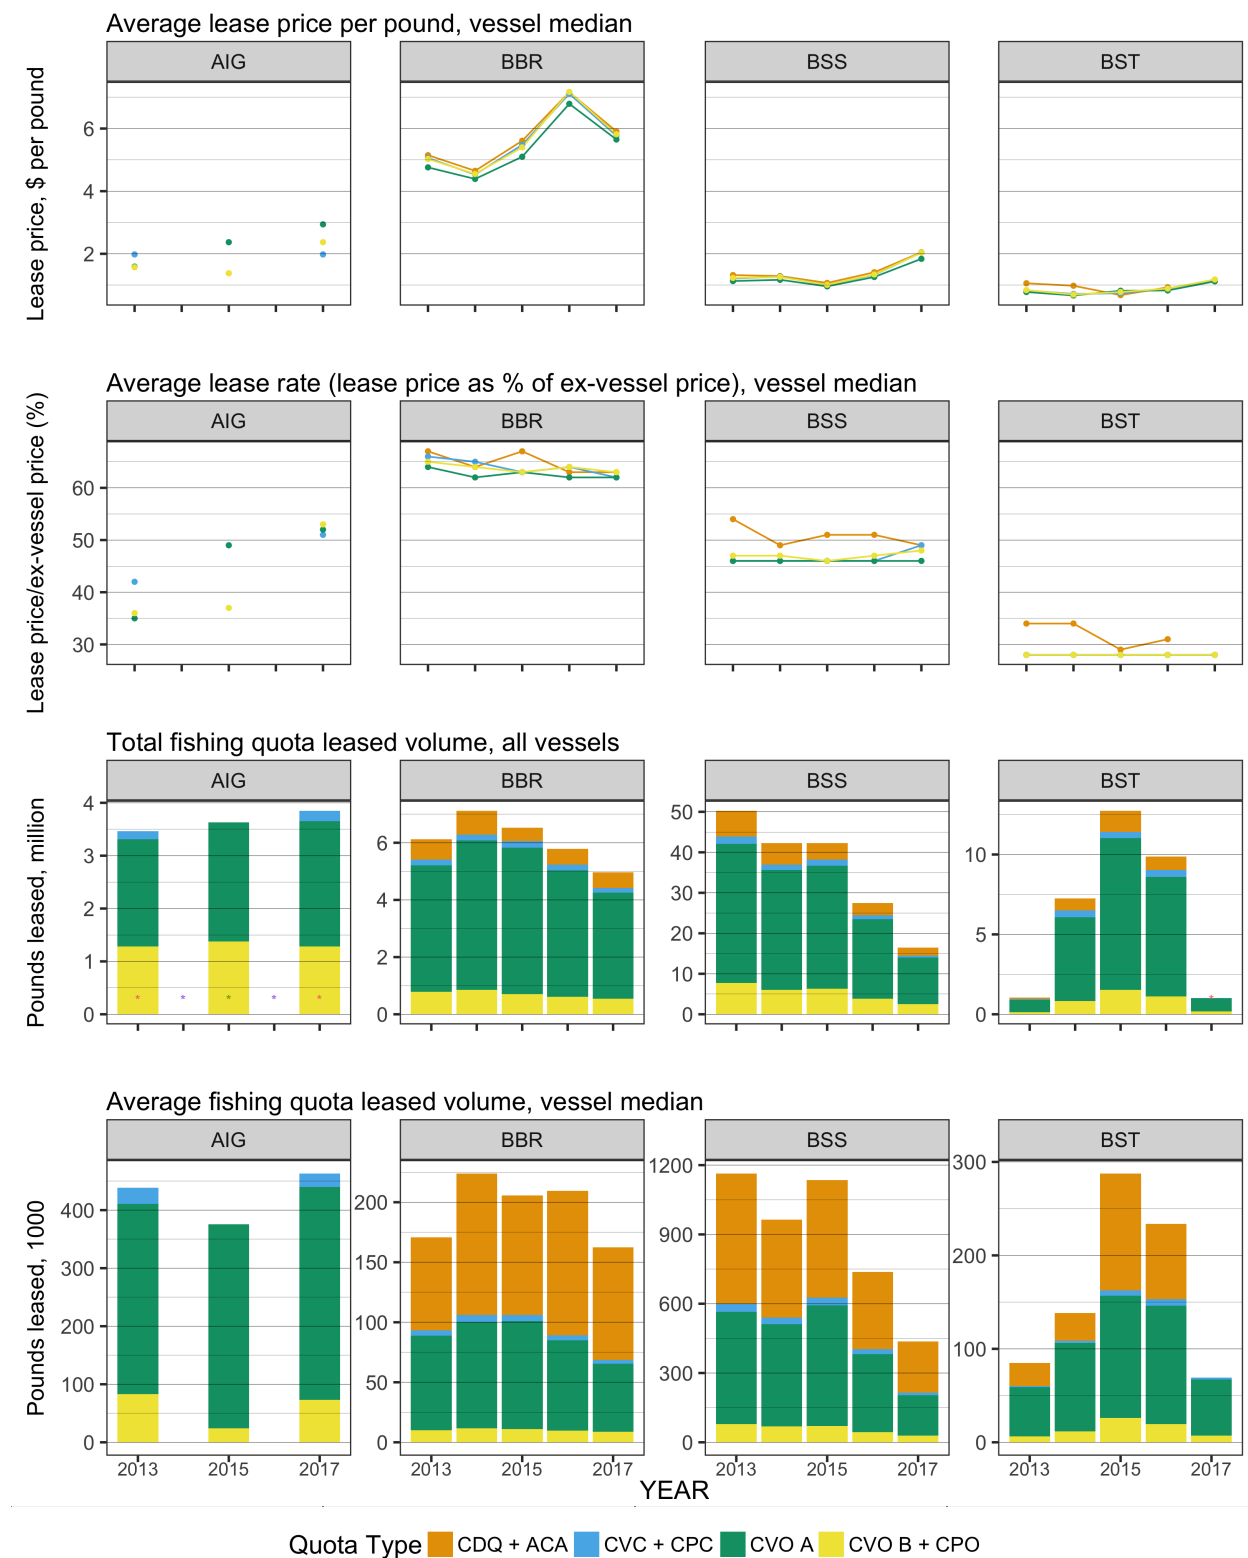 Average lease price per pound, vessel median
AIG BBR BSS BST
Lease price, $ per pound
6
4
2
Average lease rate (lease price as % of ex-vessel price), vessel median
AIG BBR BSS BST
Lease price/ex-vessel price (%)
60
50
40
30
Total fishing quota leased volume, all vessels
AIG BBR BSS BST
Pounds leased, million
4
3
2
1
0
6
4
2
0
50
40
30
20
10
0
10
5
0
* * * * * *
Average fishing quota leased volume, vessel median
AIG BBR BSS BST
Pounds leased, 1000
400
300
200
100
0
200
150
100
50
0
1200
900
600
300
0
300
200
100
0
2013 2015 2017 2013 2015 2017 2013 2015 2017 2013 2015 2017
YEAR
Quota Type CDQ + ACA CVC + CPC CVO A CVO B + CPO